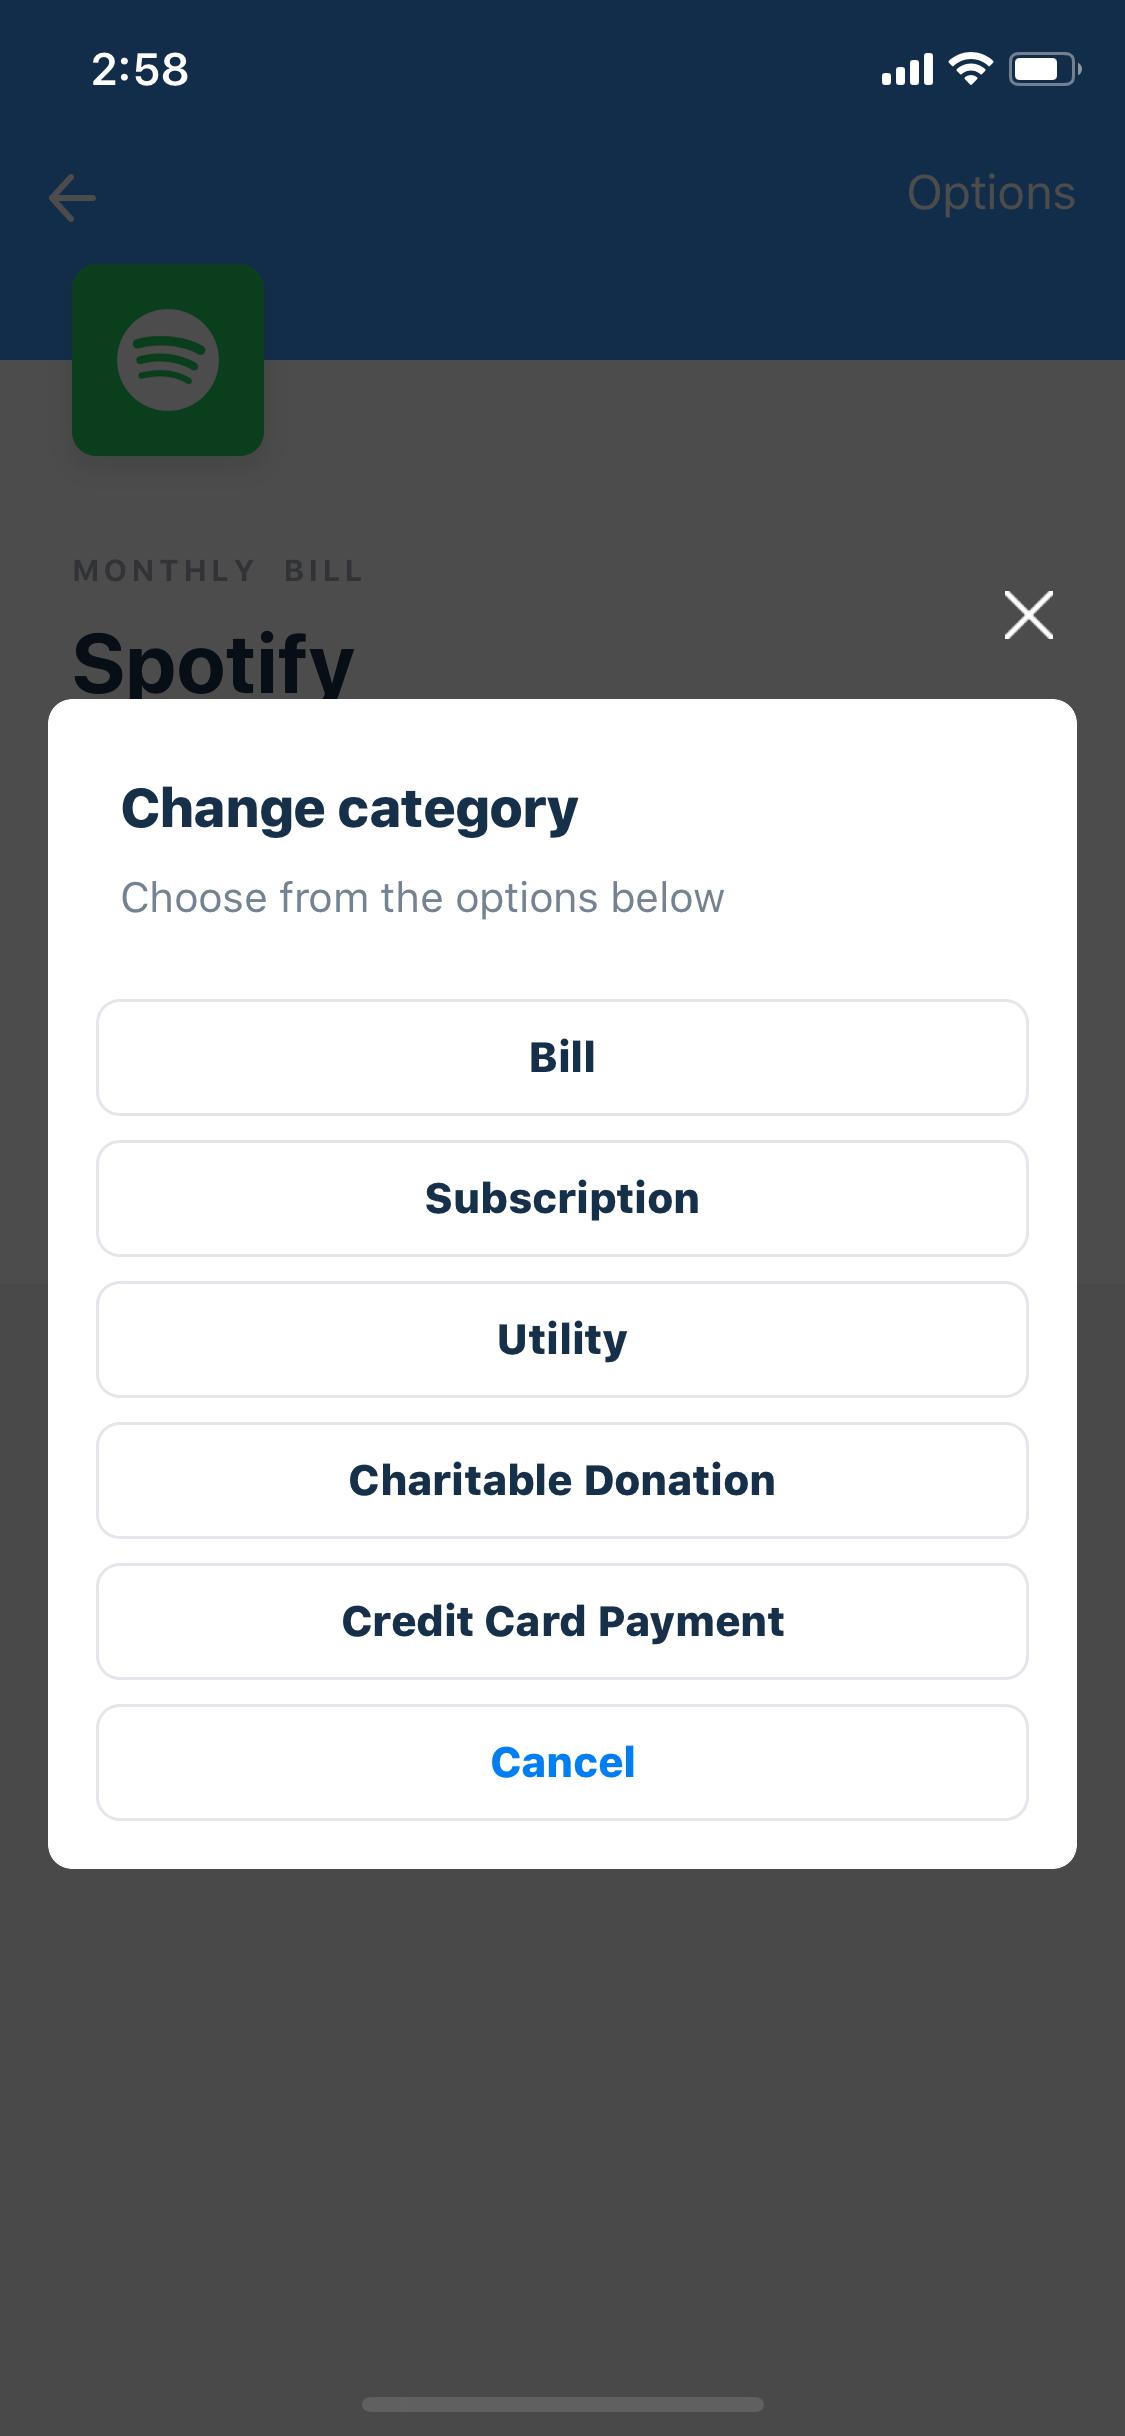 2:58
Options
MONTHLY BILL
Spotify
Change category
Choose from the options below
Bill
Subscription
Utility
Charitable Donation
Credit Card Payment
Cancel